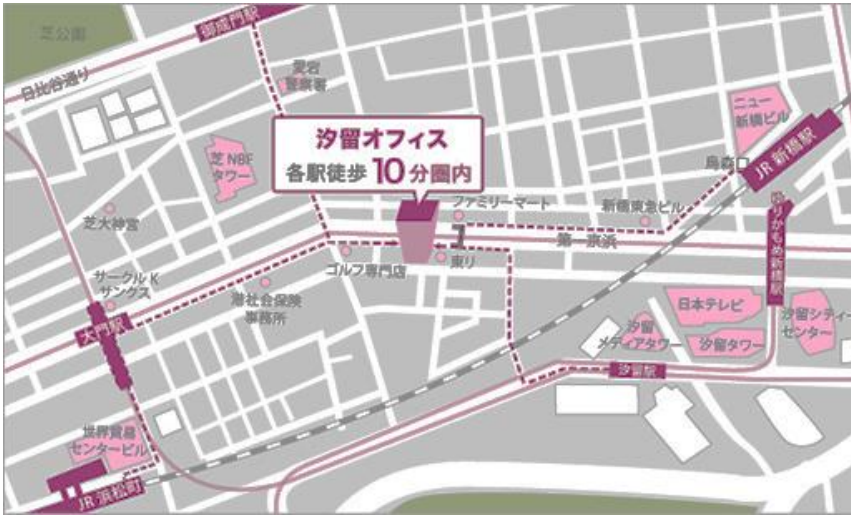 芝公園
御成門駅
日比谷通り
愛宕
警察署
ニュー
新橋ビル
芝NBF
タワー
汐留オフィス
各駅徒歩10分圏内
烏森口
JR 新橋駅
ファミリーマート
新橋東急ビル
芝大神宮
第一京浜
ゆりかもめ新橋駅
ゴルフ専門店
東リ
サークルK
サンクス
港社会保険
事務所
大門駅
日本テレビ
汐留シティー
センター
汐留
メディアタワー
汐留タワー
汐留駅
世界貿易
センタービル
JR 浜松町